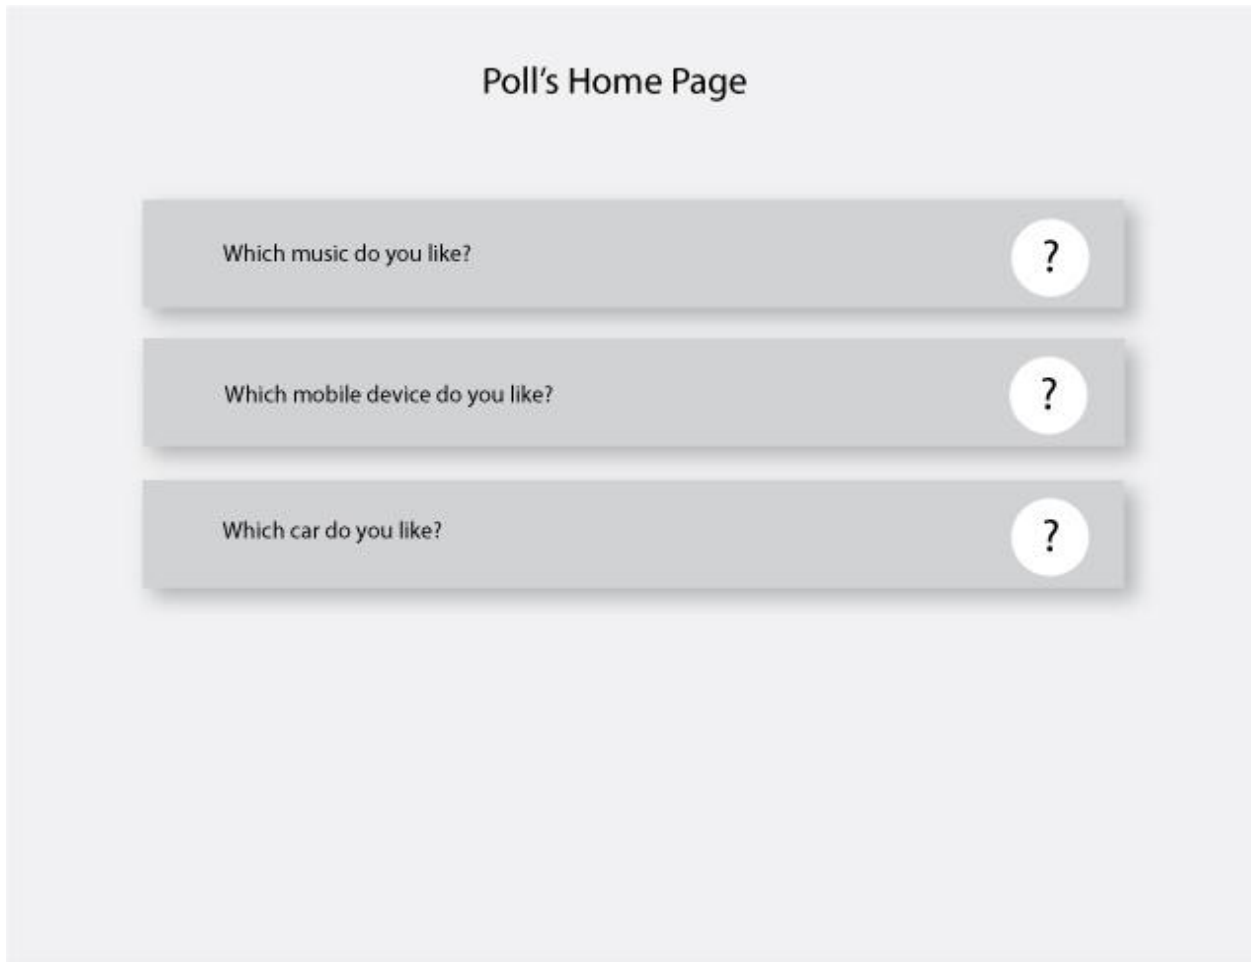 Poll's Home Page
Which music do you like?
?
Which mobile device do you like?
?
Which car do you like?
?